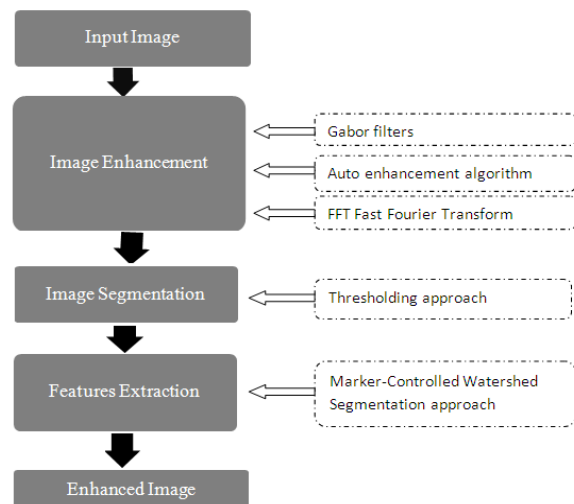 Input Image
Image Enhancement
Gabor filters
Auto enhancement algorithm
FFT Fast Fourier Transform
Image Segmentation
Thresholding approach
Features Extraction
Marker-Controlled Watershed
Segmentation approach
Enhanced Image